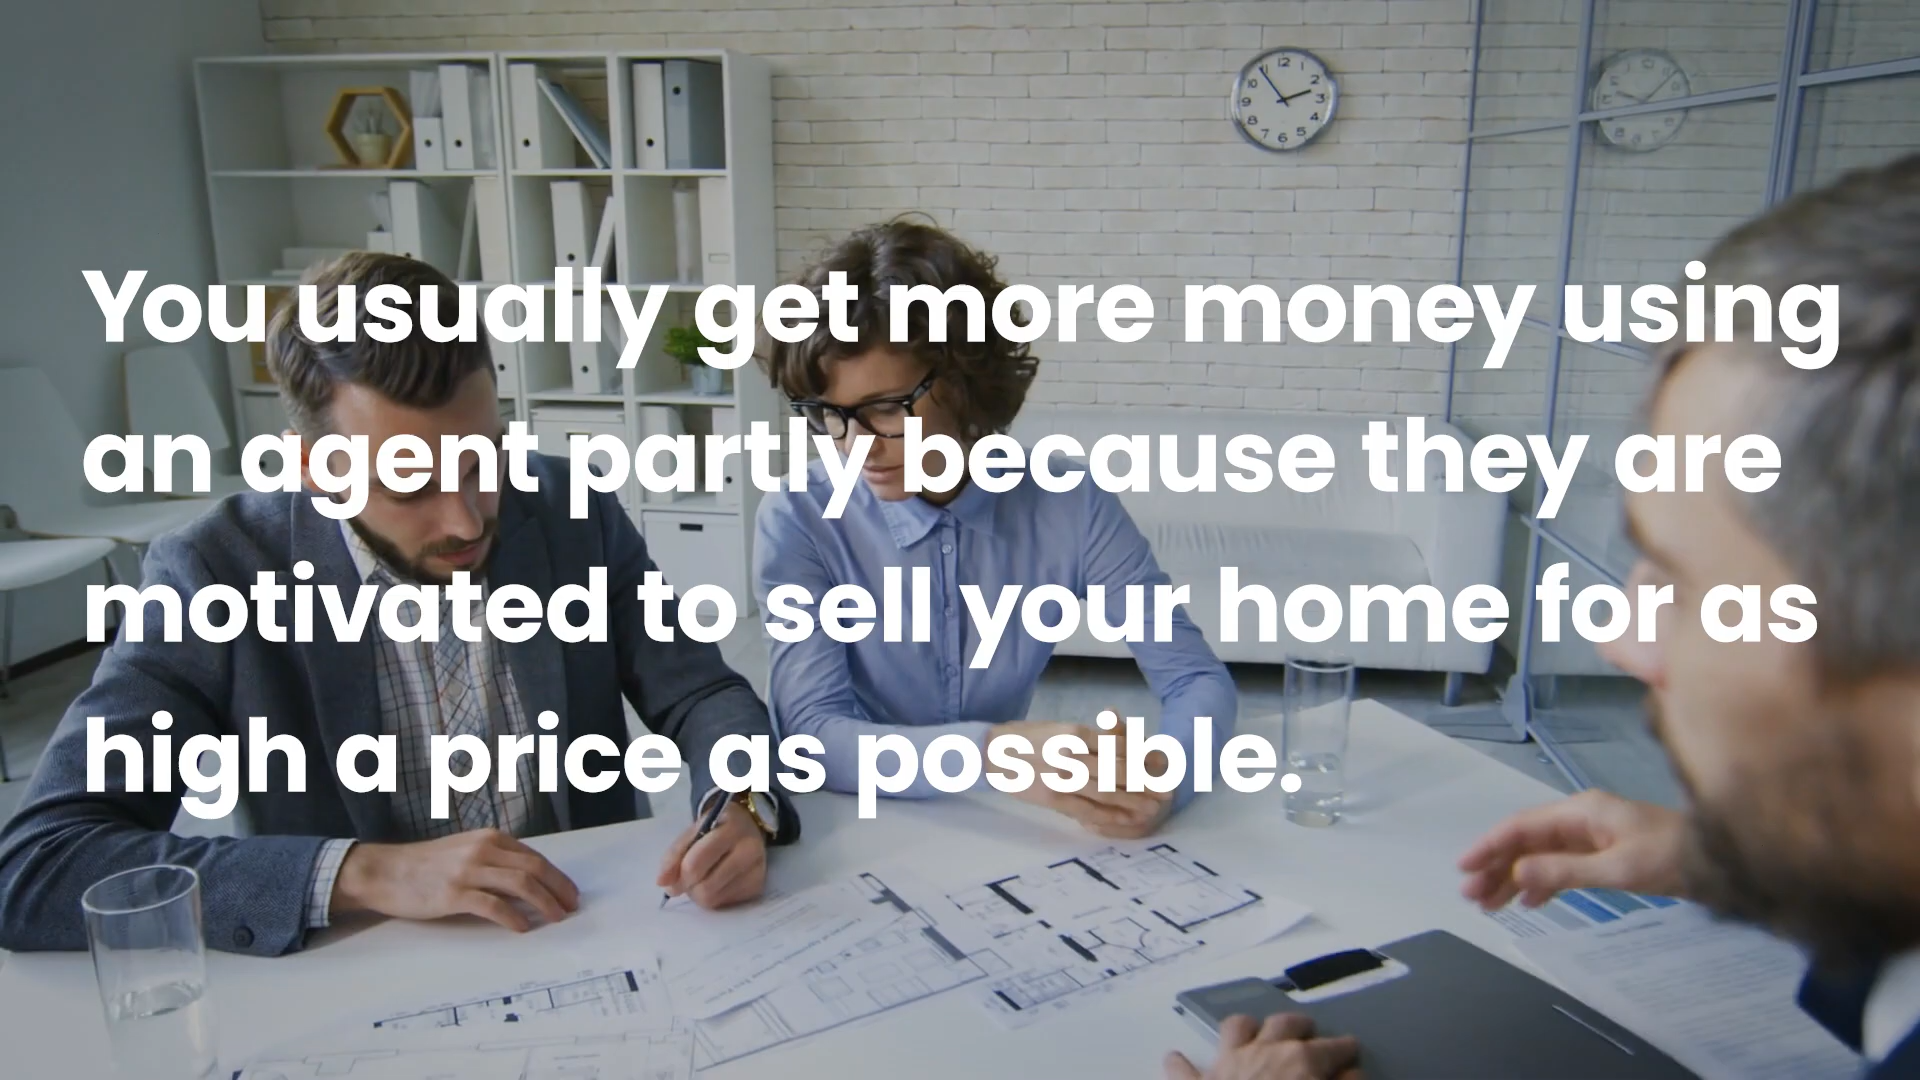 You usually get more money using
an agent partly because they are
motivated to sell your home for as
high a price as possible.